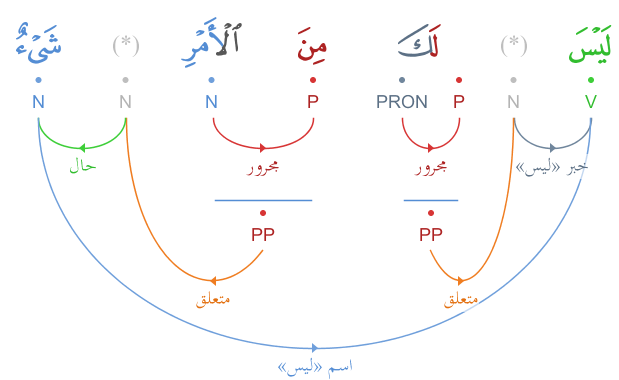 لَيْسَ (*) لَكَ مِنَ ٱلْأَمْرِ (*) شَىْءٌ
V N P PRON P N N N
خبر «ليس» مجرور مجرور حال
PP PP
متعلق متعلق
اسم «ليس»